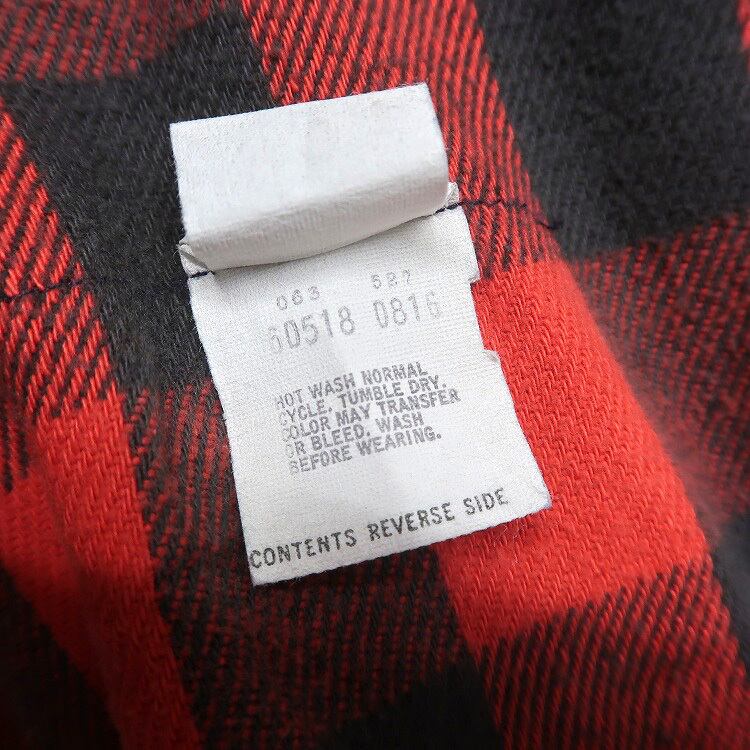 063 527
60518 0816
HOT WASH NORMAL
CYCLE. TUMBLE DRY.
COLOR MAY TRANSFER
OR BLEED. WASH
BEFORE WEARING.
CONTENTS REVERSE SIDE